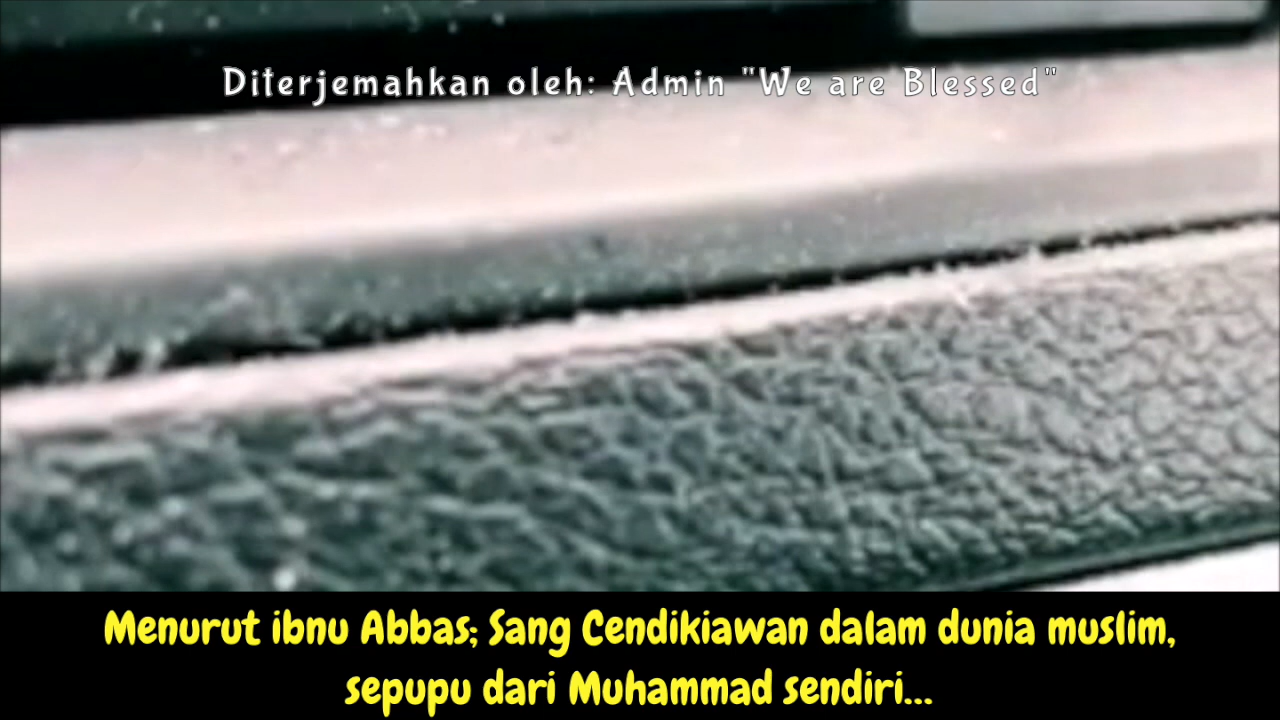 Diterjemahkan oleh: Admin "We are Blessed"
Menurut ibnu Abbas; Sang Cendikiawan dalam dunia muslim,
sepupu dari Muhammad sendiri...